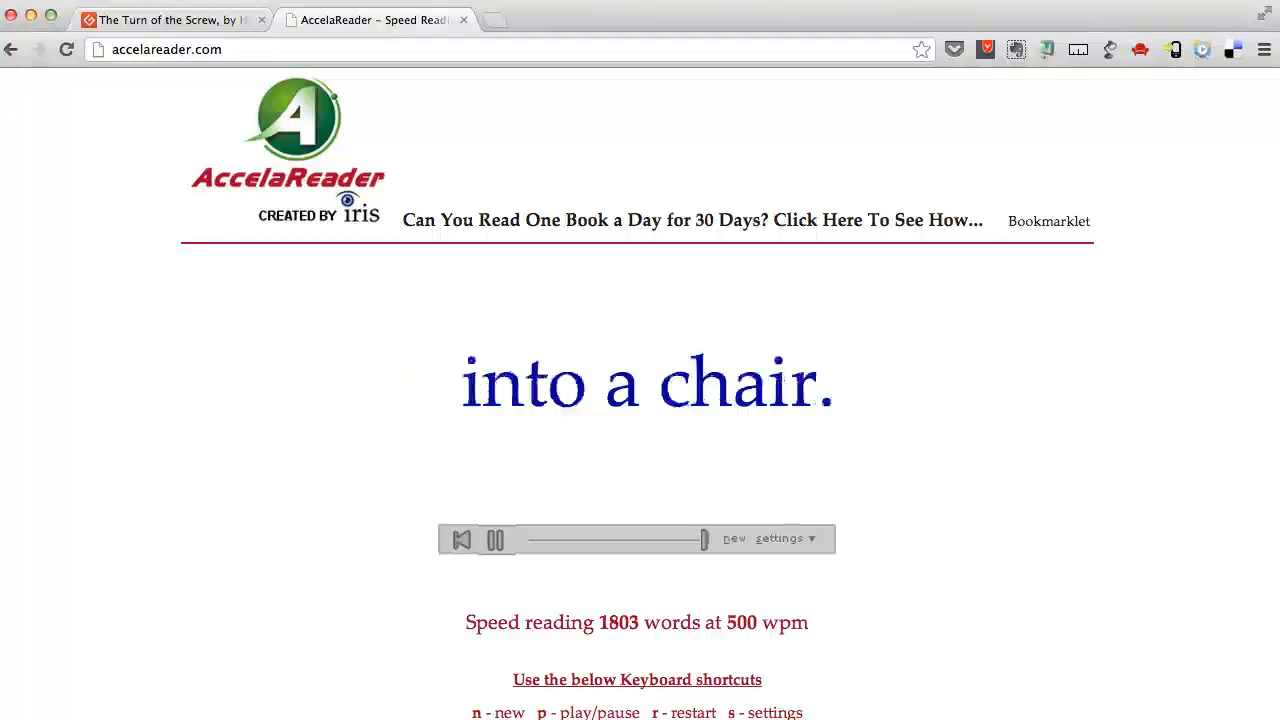 The Turn of the Screw, by H
AccelaReader – Speed Readi
accelareader.com
A
AccelaReader
CREATED BY iris
Can You Read One Book a Day for 30 Days? Click Here To See How...
Bookmarklet
into a chair.
new settings ▼
Speed reading 1803 words at 500 wpm
Use the below Keyboard shortcuts
n - new p - play/pause r - restart s - settings